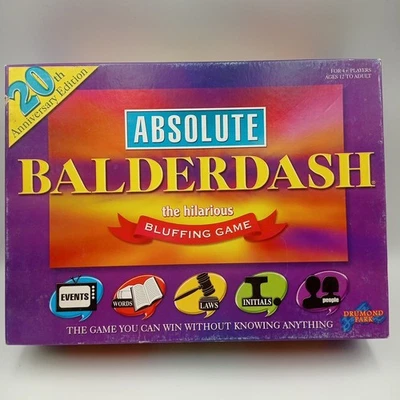 20th
Anniversary Edition
FOR 4-6 PLAYERS
AGES 12 TO ADULT
ABSOLUTE
BALDERDASH
the hilarious
BLUFFING GAME
EVENTS
WORDS
LAWS
INITIALS
people
DRUMOND
PARK
THE GAME YOU CAN WIN WITHOUT KNOWING ANYTHING